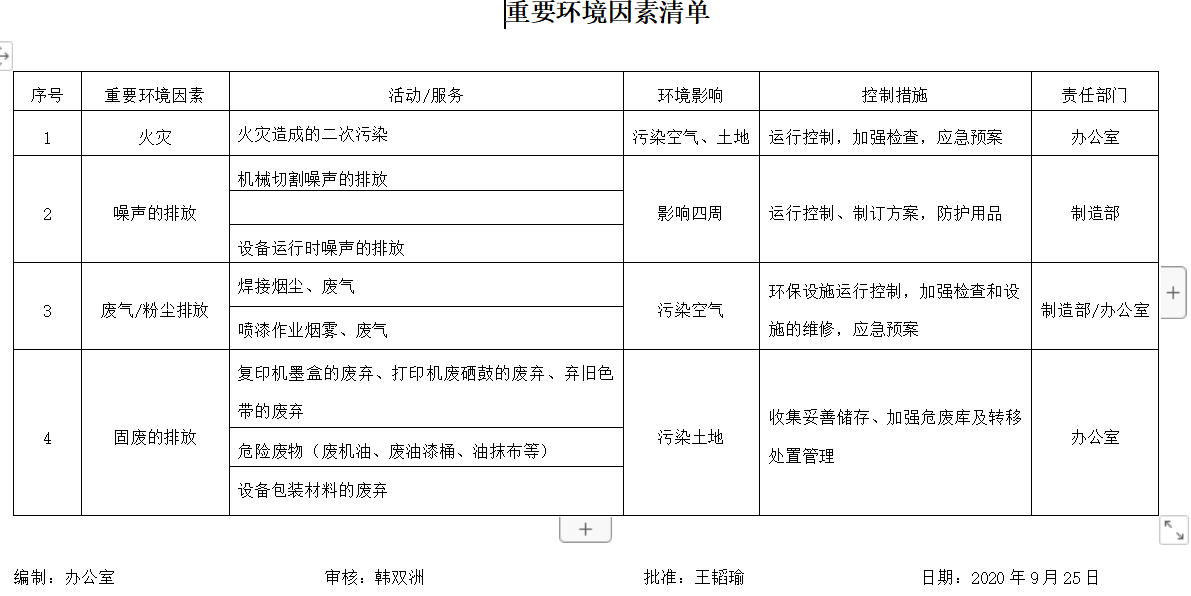 重要环境因素清单
序号 重要环境因素 活动/服务 环境影响 控制措施 责任部门
1 火灾 火灾造成的二次污染 污染空气、土地 运行控制，加强检查，应急预案 办公室
机械切割噪声的排放
2 噪声的排放 影响四周 运行控制、制订方案，防护用品 制造部
设备运行时噪声的排放
焊接烟尘、废气
3 废气/粉尘排放 污染空气 环保设施运行控制，加强检查和设
施的维修，应急预案 制造部/办公室
喷漆作业烟雾、废气
复印机墨盒的废弃、打印机废硒鼓的废弃、弃旧色
带的废弃
4 固废的排放 危险废物（废机油、废油漆桶、油抹布等） 污染土地 收集妥善储存、加强危废库及转移
处置管理 办公室
设备包装材料的废弃
编制：办公室 审核：韩双洲 批准：王韬瑜 日期：2020 年 9 月 25 日